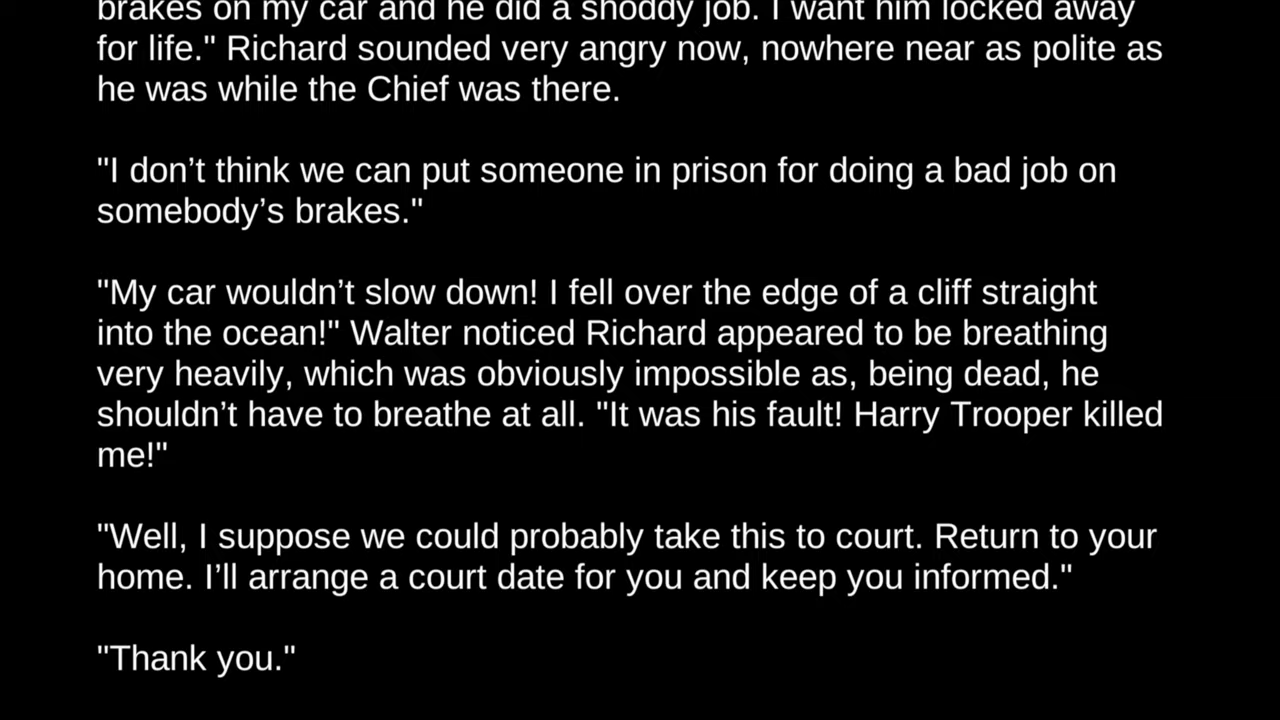 brakes on my car and he did a shoddy job. I want him locked away
for life." Richard sounded very angry now, nowhere near as polite as
he was while the Chief was there.
"I don’t think we can put someone in prison for doing a bad job on
somebody’s brakes."
"My car wouldn’t slow down! I fell over the edge of a cliff straight
into the ocean!" Walter noticed Richard appeared to be breathing
very heavily, which was obviously impossible as, being dead, he
shouldn’t have to breathe at all. "It was his fault! Harry Trooper killed
me!"
"Well, I suppose we could probably take this to court. Return to your
home. I’ll arrange a court date for you and keep you informed."
"Thank you."